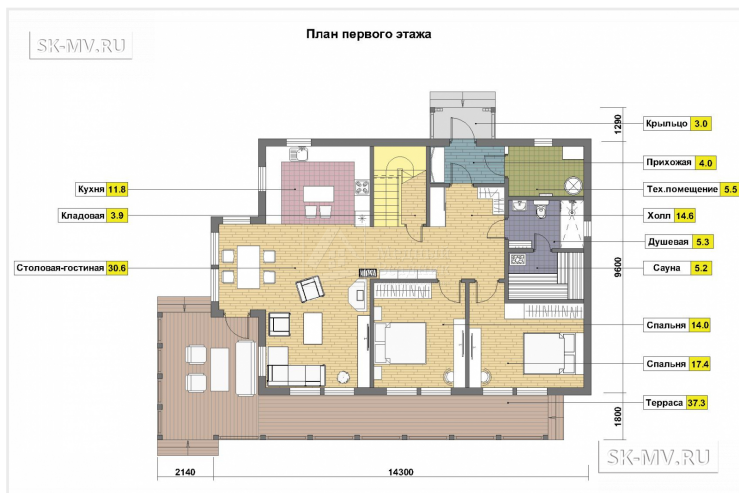 SK-MV.RU
План первого этажа
Крыльцо 3.0
1290
Прихожая 4.0
Кухня 11.8
Тех.помещение 5.5
Кладовая 3.9
Холл 14.6
Душевая 5.3
Столовая-гостиная 30.6
Сауна 5.2
9600
Спальня 14.0
Спальня 17.4
Терраса 37.3
1800
SK-MV.RU
2140
14300